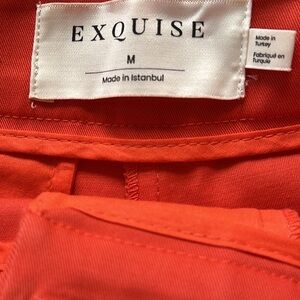 EXQUISE
M
Made in Istanbul
Made in
Turkey
Fabriqué en
Turquie